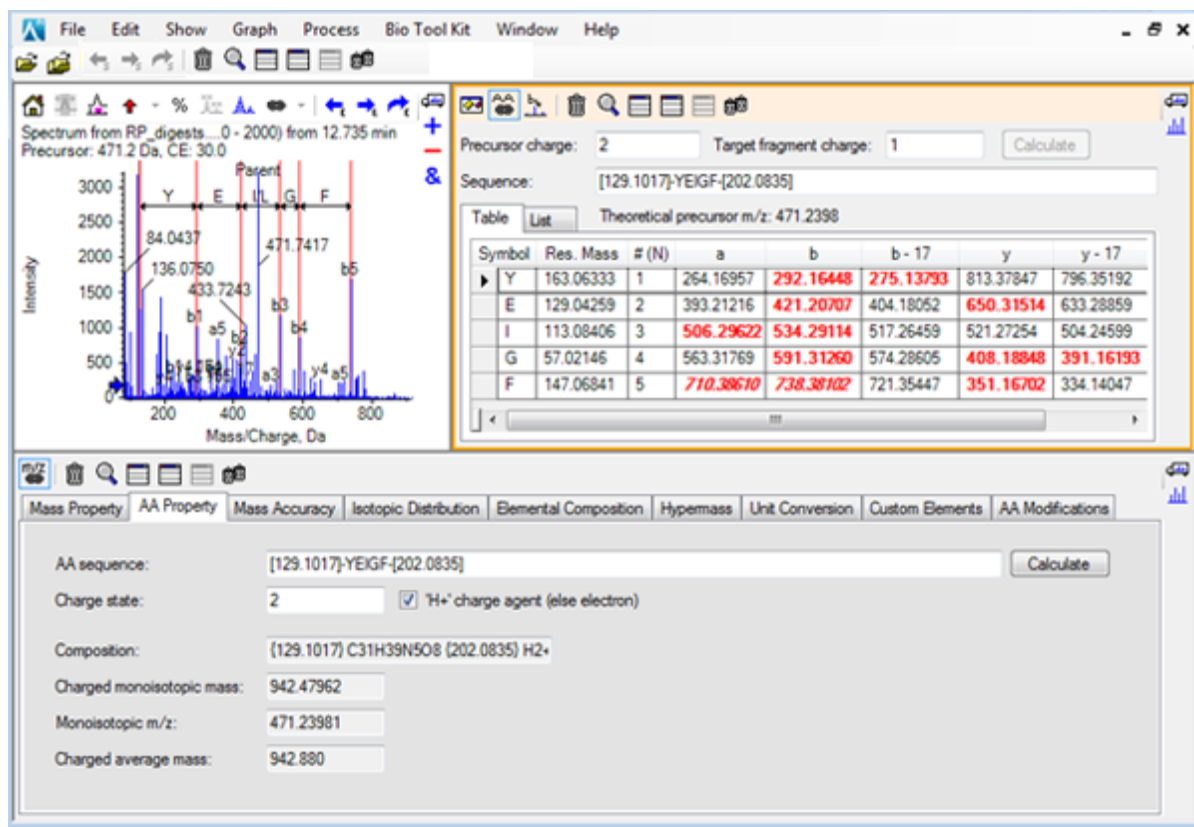 File Edit Show Graph Process Bio Tool Kit Window Help
%
Spectrum from RP_digests....0 - 2000) from 12.735 min
Precursor: 471.2 Da, CE: 30.0
Parent
Y E I/L G F
3000
2500
2000
1500
1000
500
0
Intensity
84.0437
136.0750
433.7243
471.7417
b5
b3
b1
a5
b2
b4
y2
a3
y4
a5
200 400 600 800
Mass/Charge, Da
Precursor charge: 2 Target fragment charge: 1 Calculate
Sequence: [129.1017]-YEIGF-[202.0835]
Table List Theoretical precursor m/z: 471.2398
Symbol Res. Mass # (N) a b b - 17 y y - 17
Y 163.06333 1 264.16957 292.16448 275.13793 813.37847 796.35192
E 129.04259 2 393.21216 421.20707 404.18052 650.31514 633.28859
I 113.08406 3 506.29622 534.29114 517.26459 521.27254 504.24599
G 57.02146 4 563.31769 591.31260 574.28605 408.18848 391.16193
F 147.06841 5 710.38610 738.38102 721.35447 351.16702 334.14047
m/z
Mass Property AA Property Mass Accuracy Isotopic Distribution Elemental Composition Hypermass Unit Conversion Custom Elements AA Modifications
AA sequence: [129.1017]-YEIGF-[202.0835] Calculate
Charge state: 2 'H+' charge agent (else electron)
Composition: {129.1017} C31H39N5O8 {202.0835} H2+
Charged monoisotopic mass: 942.47962
Monoisotopic m/z: 471.23981
Charged average mass: 942.880